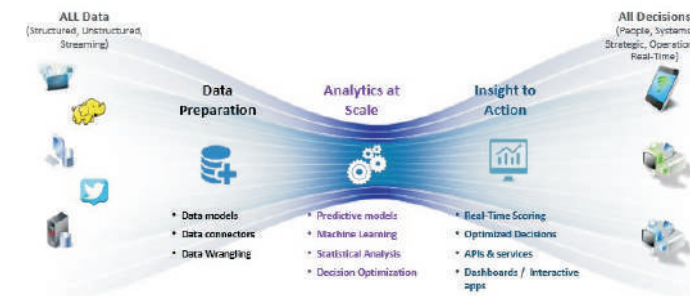 ALL Data
(Structured, Unstructured,
Streaming)
All Decisions
(People, Systems
Strategic, Operation
Real-Time)
Data
Preparation
Analytics at
Scale
Insight to
Action
• Data models
• Data connectors
• Data Wrangling
• Predictive models
• Machine Learning
• Statistical Analysis
• Decision Optimization
• Real-Time Scoring
• Optimized Decisions
• APIs & services
• Dashboards / Interactive
apps